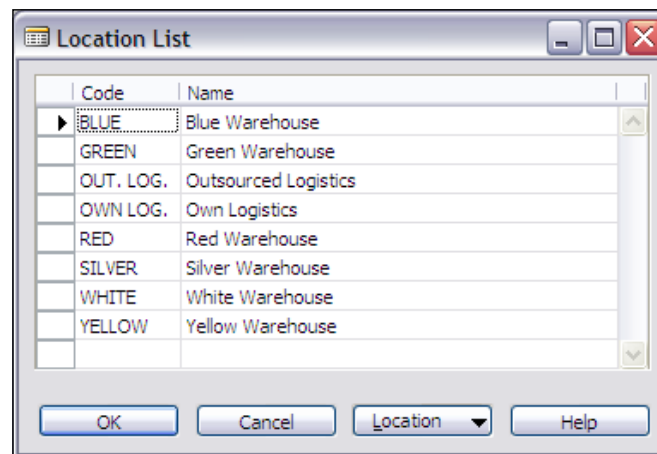 Location List
Code Name
BLUE Blue Warehouse
GREEN Green Warehouse
OUT. LOG. Outsourced Logistics
OWN LOG. Own Logistics
RED Red Warehouse
SILVER Silver Warehouse
WHITE White Warehouse
YELLOW Yellow Warehouse
OK Cancel Location Help